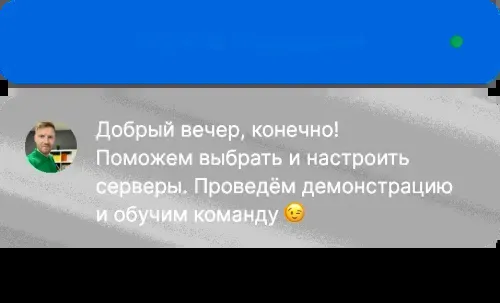 Добрый вечер, конечно!
Поможем выбрать и настроить
серверы. Проведём демонстрацию
и обучим команду 😉